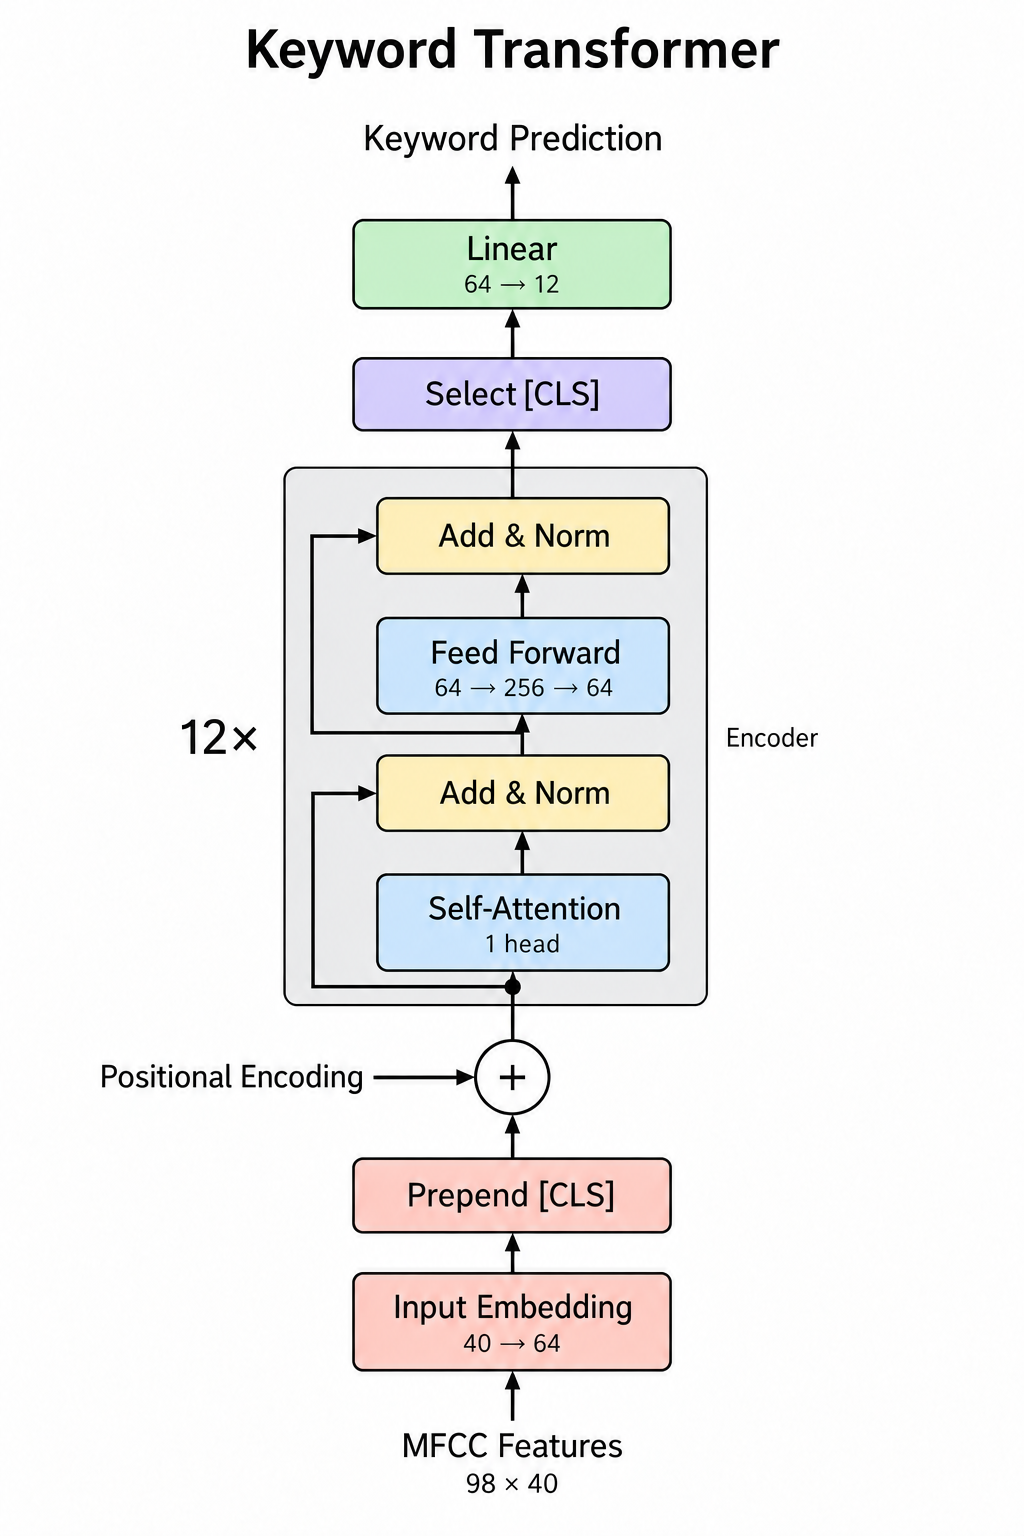 Keyword Transformer
Keyword Prediction
Linear
64 → 12
Select [CLS]
Add & Norm
Feed Forward
64 → 256 → 64
12×
Encoder
Add & Norm
Self-Attention
1 head
Positional Encoding
+
Prepend [CLS]
Input Embedding
40 → 64
MFCC Features
98 × 40